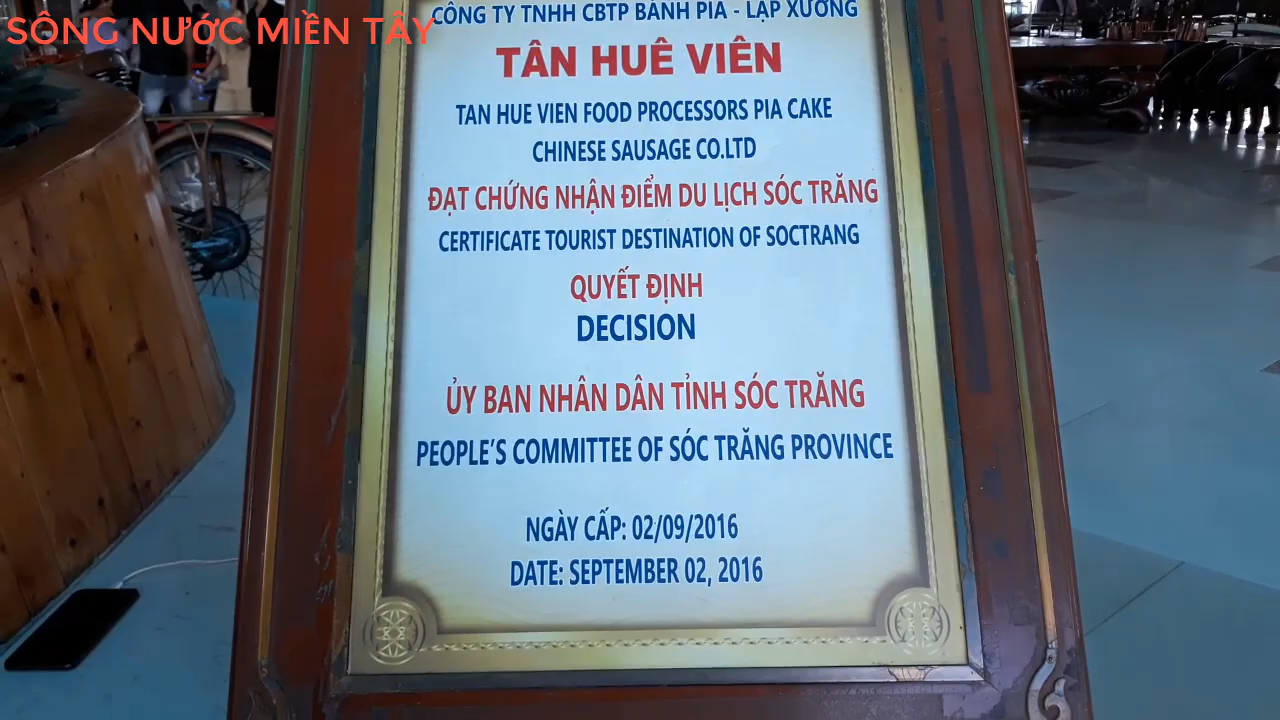 SÔNG NƯỚC MIỀN TÂY
CÔNG TY TNHH CBTP BÁNH PÍA - LẠP XƯỞNG
TÂN HUÊ VIÊN
TAN HUE VIEN FOOD PROCESSORS PIA CAKE
CHINESE SAUSAGE CO.LTD
ĐẠT CHỨNG NHẬN ĐIỂM DU LỊCH SÓC TRĂNG
CERTIFICATE TOURIST DESTINATION OF SOCTRANG
QUYẾT ĐỊNH
DECISION
ỦY BAN NHÂN DÂN TỈNH SÓC TRĂNG
PEOPLE'S COMMITTEE OF SÓC TRĂNG PROVINCE
NGÀY CẤP: 02/09/2016
DATE: SEPTEMBER 02, 2016